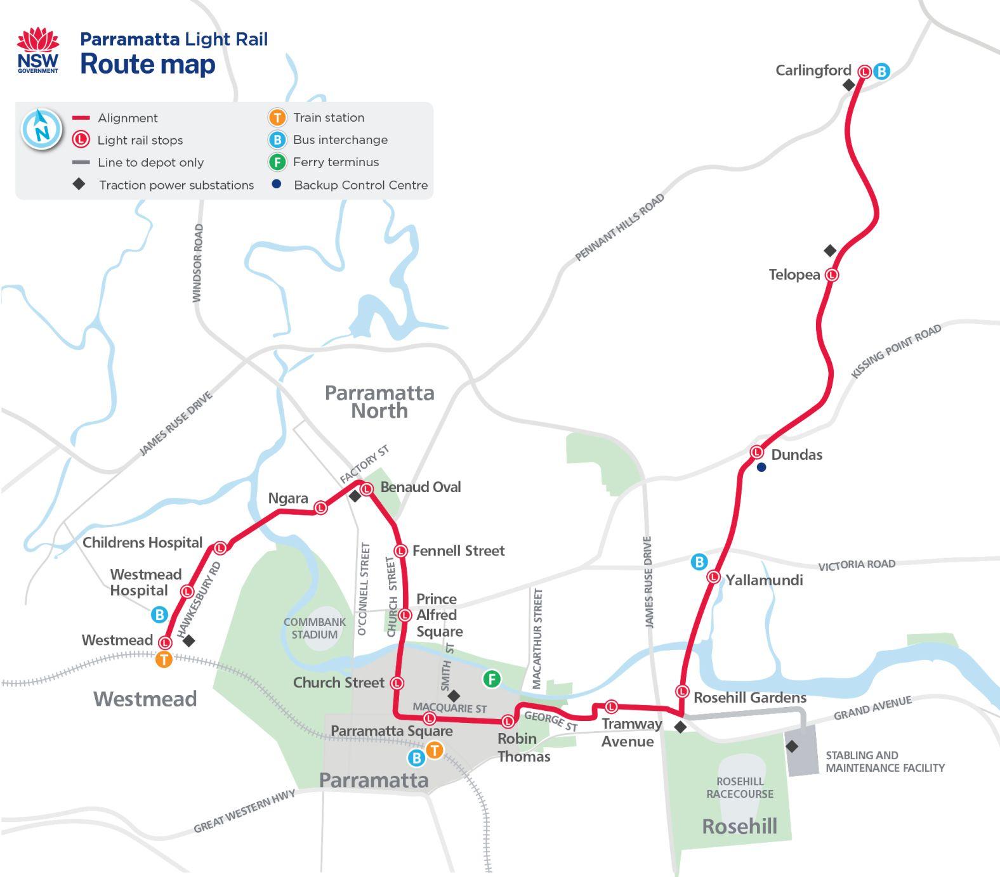 Parramatta Light Rail
Route map
NSW
GOVERNMENT
N
Alignment
L Light rail stops
Line to depot only
Traction power substations
T Train station
B Bus interchange
F Ferry terminus
Backup Control Centre
Carlingford L B
WINDSOR ROAD
PENNANT HILLS ROAD
Telopea L
KISSING POINT ROAD
Parramatta
North
JAMES RUSE DRIVE
L Dundas
FACTORY ST
L Benaud Oval
Ngara L
Childrens Hospital L
L Fennell Street
Westmead
Hospital L
HAWKESBURY RD
B
O'CONNELL STREET
CHURCH STREET
JAMES RUSE DRIVE
VICTORIA ROAD
B
L Yallamundi
Prince
L Alfred
Square
COMMBANK
STADIUM
MACARTHUR STREET
SMITH ST
Westmead L
T
Westmead
Church Street L
F
L Rosehill Gardens
MACQUARIE ST
GEORGE ST
GRAND AVENUE
L
Parramatta Square
L
Robin
Thomas
L
Tramway
Avenue
B T
Parramatta
STABLING AND
MAINTENANCE FACILITY
ROSEHILL
RACECOURSE
Rosehill
GREAT WESTERN HWY